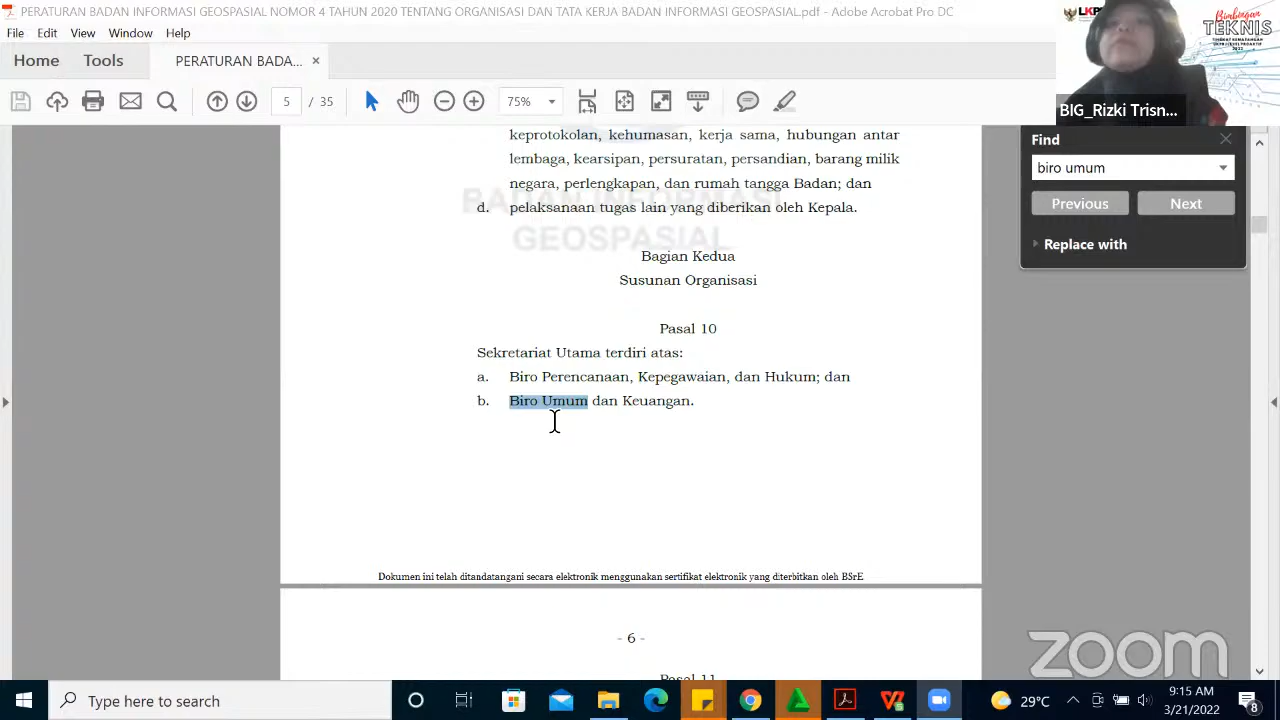 PERATURAN BADAN INFORMASI GEOSPASIAL NOMOR 4 TAHUN 2020 TENTANG ORGANISASI DAN TATA KERJA BADAN INFORMASI GEOSPASIAL.pdf - Adobe Acrobat Pro DC
File Edit View Window Help
Home Tools PERATURAN BADA... ×
5 / 35 75%
Bimbingan
TEKNIS
BIG_Rizki Trisn...
Find
biro umum
Previous Next
Replace with
keprotokolan, kehumasan, kerja sama, hubungan antar
lembaga, kearsipan, persuratan, persandian, barang milik
negara, perlengkapan, dan rumah tangga Badan; dan
d. pelaksanaan tugas lain yang diberikan oleh Kepala.
BADAN INFORMASI
GEOSPASIAL
Bagian Kedua
Susunan Organisasi
Pasal 10
Sekretariat Utama terdiri atas:
a. Biro Perencanaan, Kepegawaian, dan Hukum; dan
b. Biro Umum dan Keuangan.
Dokumen ini telah ditandatangani secara elektronik menggunakan sertifikat elektronik yang diterbitkan oleh BSrE
- 6 -
Pasal 11
zoom
Type here to search
29°C
9:15 AM
3/21/2022
8